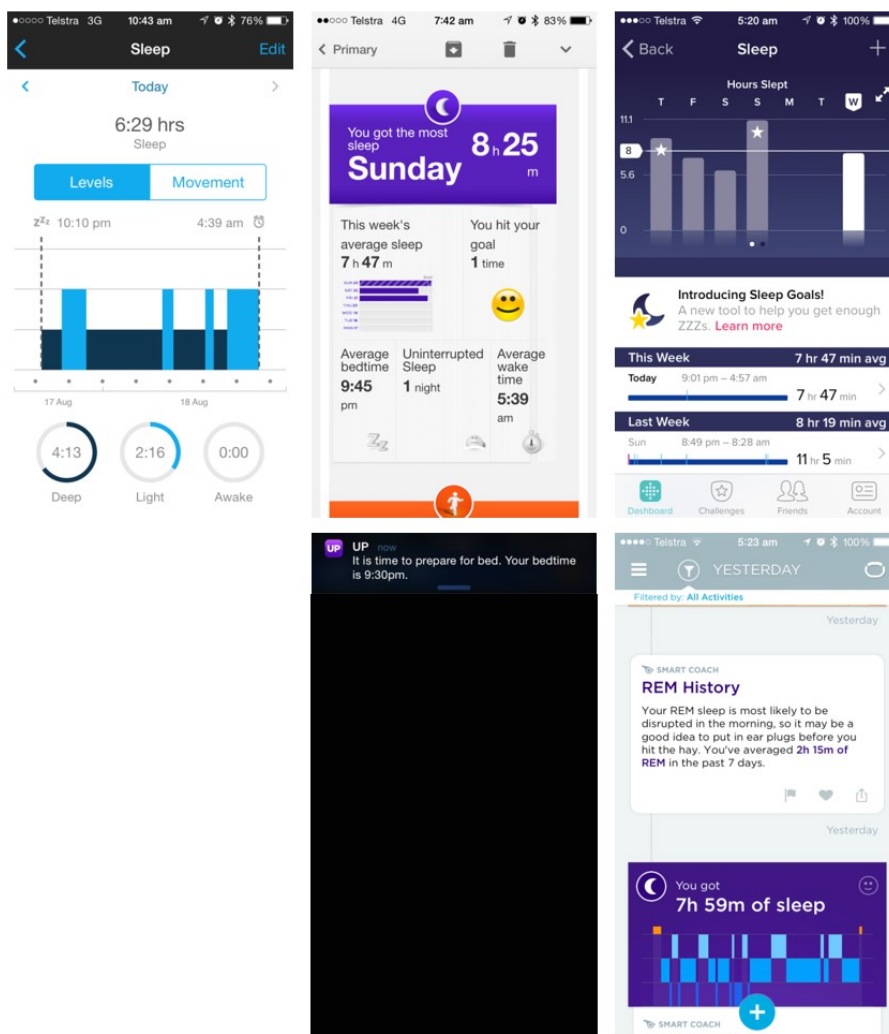 Telstra 3G 10:43 am 76%
Sleep Edit
Today
6:29 hrs
Sleep
Levels Movement
zZz 10:10 pm 4:39 am
17 Aug 18 Aug
4:13 2:16 0:00
Deep Light Awake
Telstra 4G 7:42 am 83%
Primary
You got the most
sleep
Sunday
8 h 25
m
This week's
average sleep
7 h 47 m
You hit your
goal
1 time
Average
bedtime
9:45
pm
Uninterrupted
Sleep
1 night
Average
wake
time
5:39
am
Telstra 5:20 am 100%
Back Sleep
Hours Slept
T F S S M T W
11.1
8
5.6
0
Introducing Sleep Goals!
A new tool to help you get enough
ZZZs. Learn more
This Week 7 hr 47 min avg
Today 9:01 pm – 4:57 am
7 hr 47 min
Last Week 8 hr 19 min avg
Sun 8:49 pm – 8:28 am
11 hr 5 min
Dashboard Challenges Friends Account
UP UP now
It is time to prepare for bed. Your bedtime
is 9:30pm.
Telstra 5:23 am 100%
YESTERDAY
Filtered by: All Activities
Yesterday
SMART COACH
REM History
Your REM sleep is most likely to be
disrupted in the morning, so it may be a
good idea to put in ear plugs before you
hit the hay. You've averaged 2h 15m of
REM in the past 7 days.
Yesterday
You got
7h 59m of sleep
SMART COACH